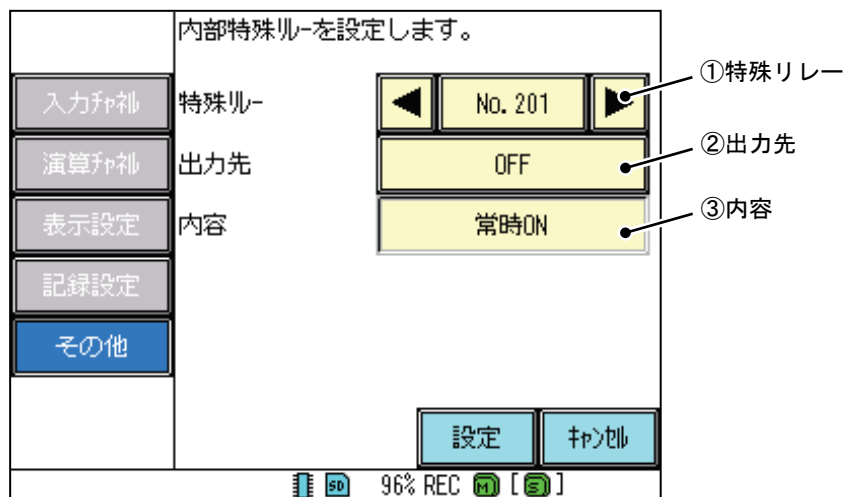 内部特殊ﾘﾚｰを設定します。
入力ﾁｬﾈﾙ
特殊ﾘﾚｰ
No. 201
①特殊リレー
演算ﾁｬﾈﾙ
出力先
OFF
②出力先
表示設定
内容
常時ON
③内容
記録設定
その他
設定
ｷｬﾝｾﾙ
SD 96% REC M [S]